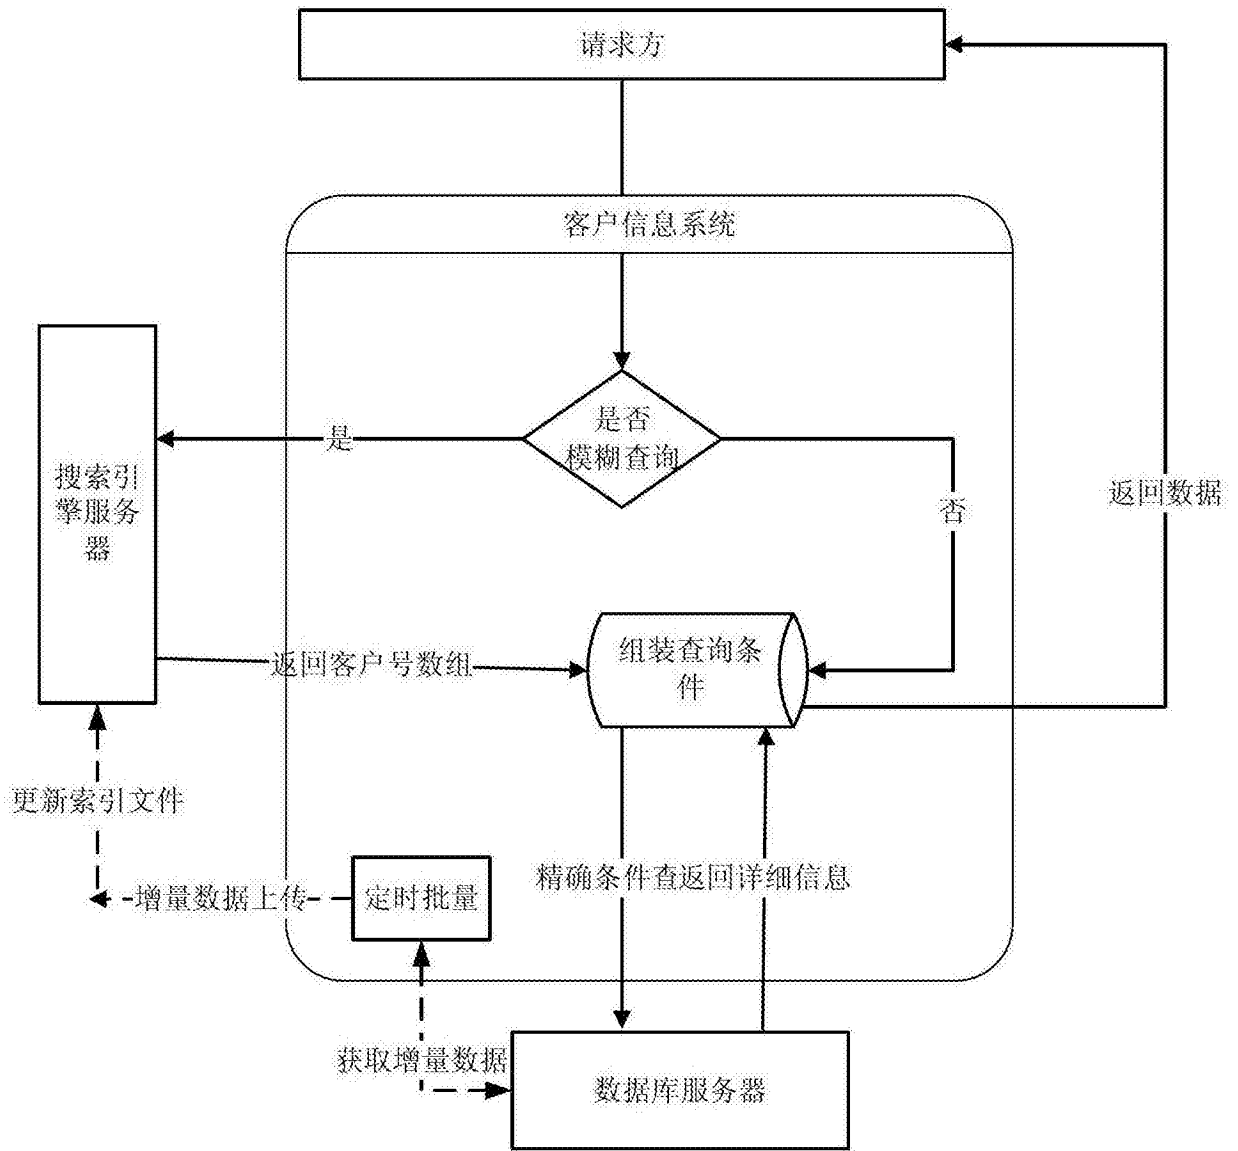 请求方
客户信息系统
是否
模糊查询
是
否
返回数据
搜索引
擎服务
器
返回客户号数组
组装查询条
件
更新索引文件
精确条件查返回详细信息
增量数据上传
定时批量
获取增量数据
数据库服务器